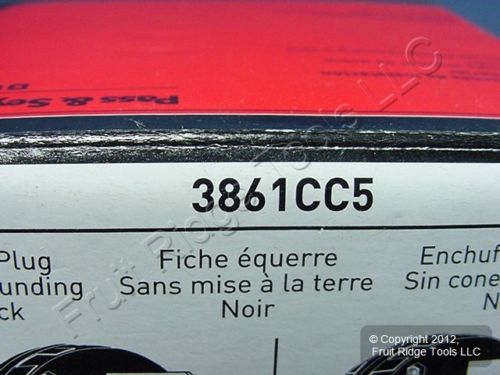 Pass & Sey
3861CC5
Plug
unding
ck
Fiche équerre
Sans mise à la terre
Noir
Enchuf
Sin cone
N
Fruit Ridge Tools LLC
© Copyright 2012,
Fruit Ridge Tools LLC